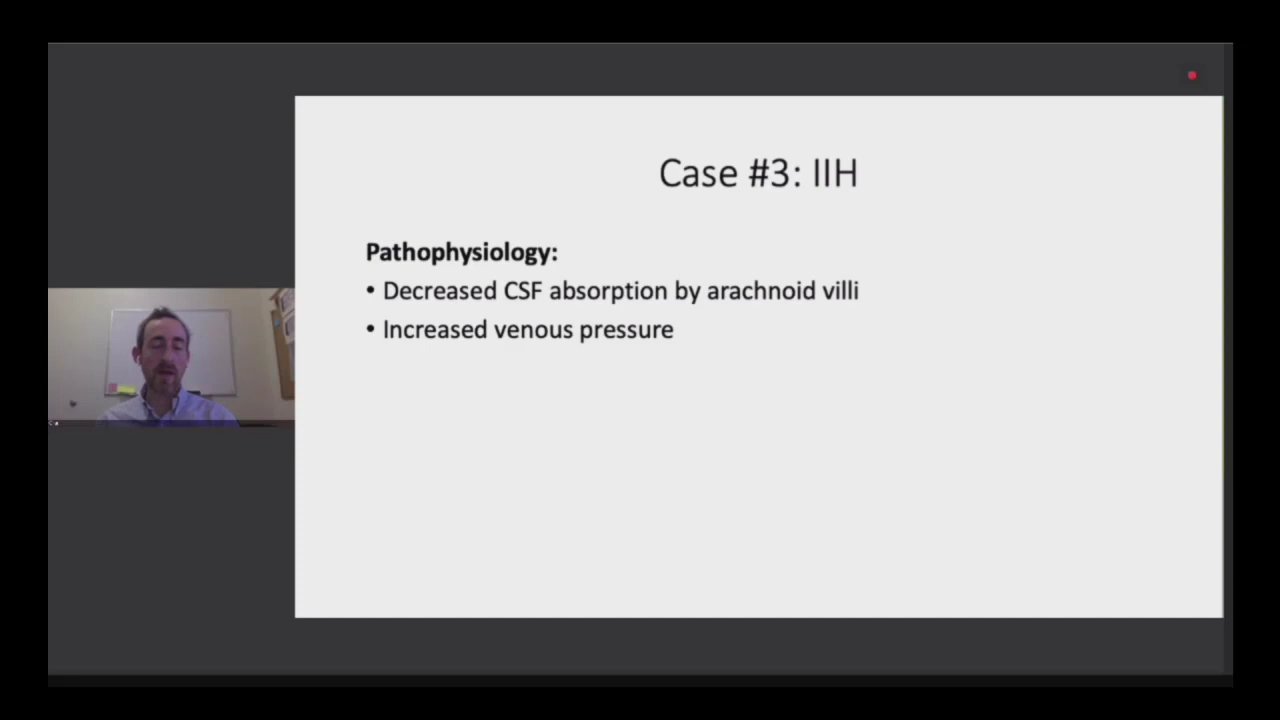 Case #3: IIH
Pathophysiology:
• Decreased CSF absorption by arachnoid villi
• Increased venous pressure